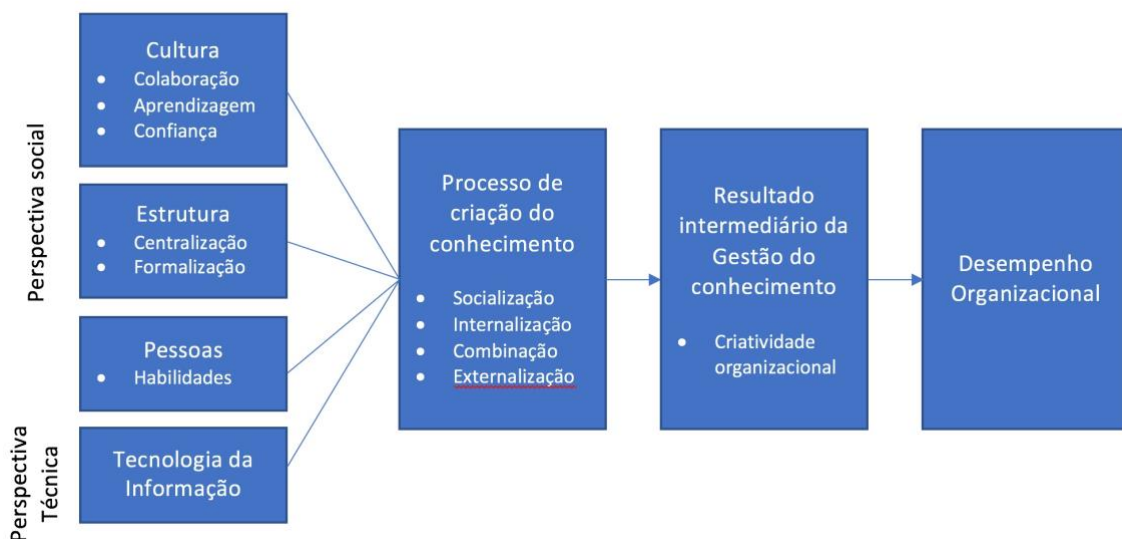 Perspectiva social
Cultura
• Colaboração
• Aprendizagem
• Confiança
Estrutura
• Centralização
• Formalização
Pessoas
• Habilidades
Perspectiva
Técnica
Tecnologia da
Informação
Processo de
criação do
conhecimento
• Socialização
• Internalização
• Combinação
• Externalização
Resultado
intermediário da
Gestão do
conhecimento
• Criatividade
organizacional
Desempenho
Organizacional